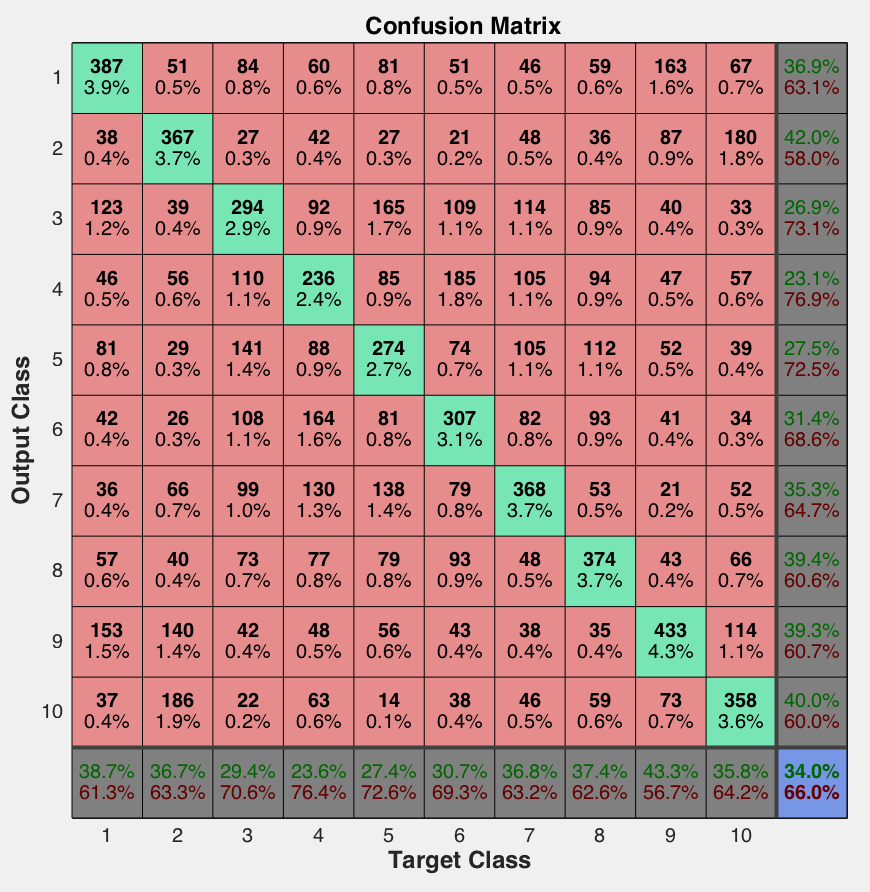 Confusion Matrix
1 387 51 84 60 81 51 46 59 163 67 36.9%
3.9% 0.5% 0.8% 0.6% 0.8% 0.5% 0.5% 0.6% 1.6% 0.7% 63.1%
2 38 367 27 42 27 21 48 36 87 180 42.0%
0.4% 3.7% 0.3% 0.4% 0.3% 0.2% 0.5% 0.4% 0.9% 1.8% 58.0%
3 123 39 294 92 165 109 114 85 40 33 26.9%
1.2% 0.4% 2.9% 0.9% 1.7% 1.1% 1.1% 0.9% 0.4% 0.3% 73.1%
4 46 56 110 236 85 185 105 94 47 57 23.1%
0.5% 0.6% 1.1% 2.4% 0.9% 1.8% 1.1% 0.9% 0.5% 0.6% 76.9%
5 81 29 141 88 274 74 105 112 52 39 27.5%
0.8% 0.3% 1.4% 0.9% 2.7% 0.7% 1.1% 1.1% 0.5% 0.4% 72.5%
6 42 26 108 164 81 307 82 93 41 34 31.4%
0.4% 0.3% 1.1% 1.6% 0.8% 3.1% 0.8% 0.9% 0.4% 0.3% 68.6%
7 36 66 99 130 138 79 368 53 21 52 35.3%
0.4% 0.7% 1.0% 1.3% 1.4% 0.8% 3.7% 0.5% 0.2% 0.5% 64.7%
8 57 40 73 77 79 93 48 374 43 66 39.4%
0.6% 0.4% 0.7% 0.8% 0.8% 0.9% 0.5% 3.7% 0.4% 0.7% 60.6%
9 153 140 42 48 56 43 38 35 433 114 39.3%
1.5% 1.4% 0.4% 0.5% 0.6% 0.4% 0.4% 0.4% 4.3% 1.1% 60.7%
10 37 186 22 63 14 38 46 59 73 358 40.0%
0.4% 1.9% 0.2% 0.6% 0.1% 0.4% 0.5% 0.6% 0.7% 3.6% 60.0%
38.7% 36.7% 29.4% 23.6% 27.4% 30.7% 36.8% 37.4% 43.3% 35.8% 34.0%
61.3% 63.3% 70.6% 76.4% 72.6% 69.3% 63.2% 62.6% 56.7% 64.2% 66.0%
1 2 3 4 5 6 7 8 9 10
Target Class
Output Class